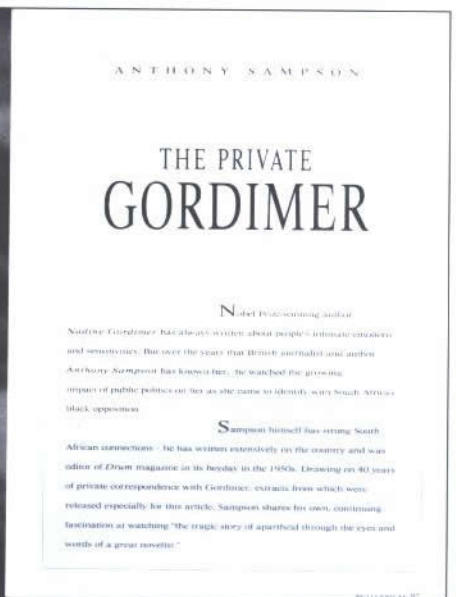 ANTHONY SAMPSON
THE PRIVATE
GORDIMER
Nobel Prize-winning author
Nadine Gordimer has always written about people's intimate emotions
and sensitivities. But over the years that British journalist and author
Anthony Sampson has known her, he watched the growing
impact of public politics on her as she came to identify with South Africa's
black opposition
Sampson himself has strong South
African connections - he has written extensively on the country and was
editor of Drum magazine in its heyday in the 1950s. Drawing on 40 years
of private correspondence with Gordimer, extracts from which were
released especially for this article, Sampson shares his own, continuing
fascination at watching "the tragic story of apartheid through the eyes and
words of a great novelist."